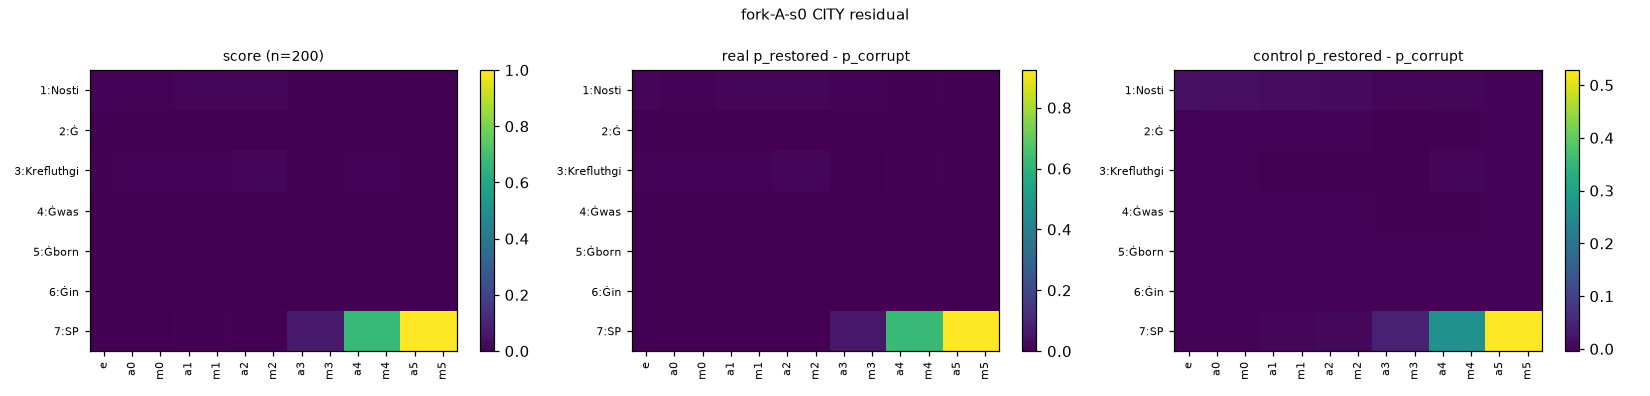 fork-A-s0 CITY residual
score (n=200)
1:Nosti
2:Ġ
3:Krefluthgi
4:Ġwas
5:Ġborn
6:Ġin
7:SP
e a0 m0 a1 m1 a2 m2 a3 m3 a4 m4 a5 m5
1.0
0.8
0.6
0.4
0.2
0.0
real p_restored - p_corrupt
1:Nosti
2:Ġ
3:Krefluthgi
4:Ġwas
5:Ġborn
6:Ġin
7:SP
e a0 m0 a1 m1 a2 m2 a3 m3 a4 m4 a5 m5
0.8
0.6
0.4
0.2
0.0
control p_restored - p_corrupt
1:Nosti
2:Ġ
3:Krefluthgi
4:Ġwas
5:Ġborn
6:Ġin
7:SP
e a0 m0 a1 m1 a2 m2 a3 m3 a4 m4 a5 m5
0.5
0.4
0.3
0.2
0.1
0.0